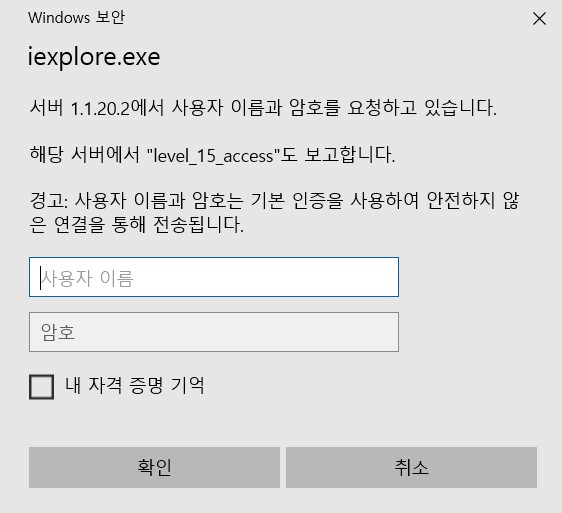 Windows 보안
iexplore.exe
서버 1.1.20.2에서 사용자 이름과 암호를 요청하고 있습니다.
해당 서버에서 "level_15_access"도 보고합니다.
경고: 사용자 이름과 암호는 기본 인증을 사용하여 안전하지 않
은 연결을 통해 전송됩니다.
사용자 이름
암호
내 자격 증명 기억
확인
취소